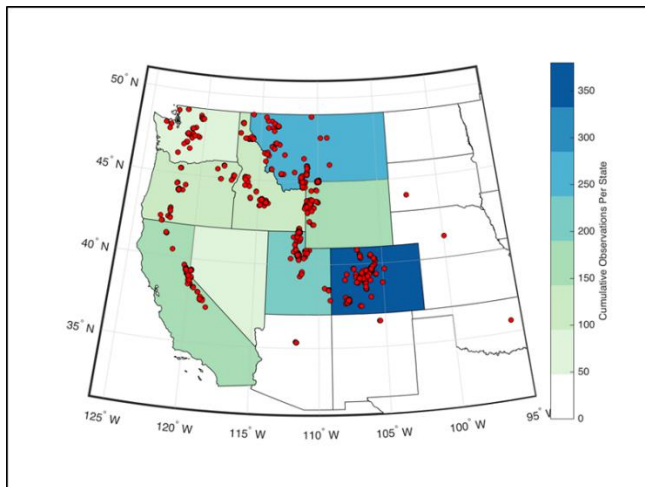 50° N
45° N
40° N
35° N
125° W
120° W
115° W
110° W
105° W
100° W
95° W
350
300
250
200
150
100
50
0
Cumulative Observations Per State